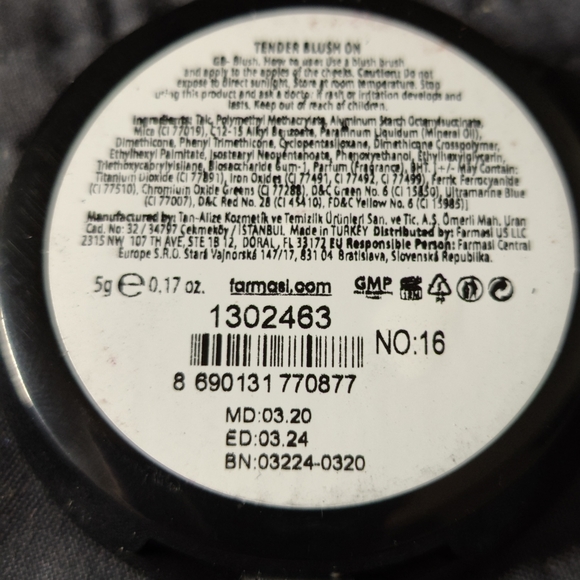 TENDER BLUSH ON
GB- Blush. How to use: Use a blush brush
and apply to the apples of the cheeks. Caution: Do not
expose to direct sunlight. Store at room temperature. Stop
using this product and ask a doctor if rash or irritation develops and
lasts. Keep out of reach of children.
Ingredients: Talc, Polymethyl Methacrylate, Aluminum Starch Octenylsuccinate,
Mica (CI 77019), C12-15 Alkyl Benzoate, Paraffinum Liquidum (Mineral Oil),
Dimethicone, Phenyl Trimethicone, Cyclopentasiloxane, Dimethicone Crosspolymer,
Ethylhexyl Palmitate, Isostearyl Neopentanoate, Phenoxyethanol, Ethylhexylglycerin,
Triethoxycaprylylsilane, Biosaccharide Gum-1, Parfum (Fragrance), BHT. [+/- May Contain:
Titanium Dioxide (CI 77891), Iron Oxides (CI 77491, CI 77492, CI 77499), Ferric Ferrocyanide
(CI 77510), Chromium Oxide Greens (CI 77288), D&C Green No. 6 (CI 15850), Ultramarine Blue
(CI 77007), D&C Red No. 28 (CI 45410), FD&C Yellow No. 6 (CI 15985)]
Manufactured by: Tan-Alize Kozmetik ve Temizlik Ürünleri San. ve Tic. A.Ş. Ömerli Mah. Uran
Cad. No: 32 / 34797 Çekmeköy / İSTANBUL Made in TURKEY Distributed by: Farmasi US LLC
2315 NW 107 TH AVE, STE 1B 12, DORAL, FL 33172 EU Responsible Person: Farmasi Central
Europe S.R.O. Stará Vajnorská 147/17, 831 04 Bratislava, Slovenská Republika.
5g ℮ 0.17 oz. farmasi.com GMP
1302463
NO:16
8 690131 770877
MD:03.20
ED:03.24
BN:03224-0320